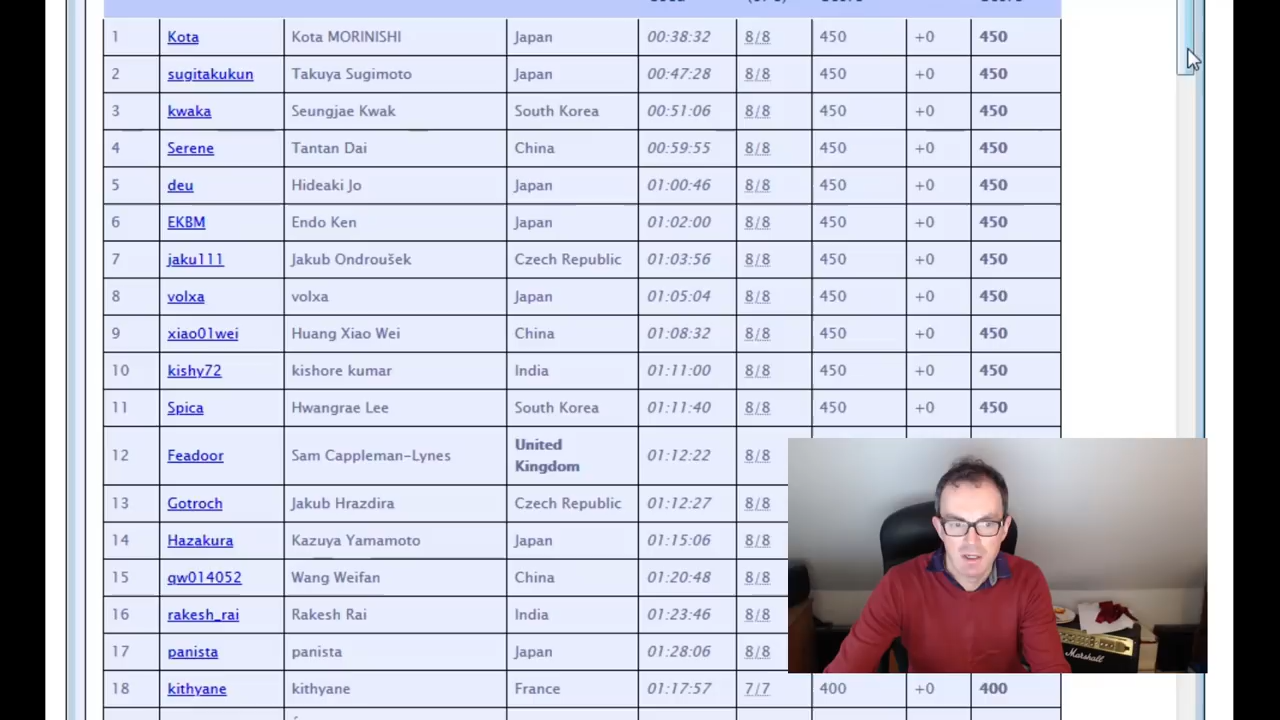 1 Kota Kota MORINISHI Japan 00:38:32 8/8 450 +0 450
2 sugitakukun Takuya Sugimoto Japan 00:47:28 8/8 450 +0 450
3 kwaka Seungjae Kwak South Korea 00:51:06 8/8 450 +0 450
4 Serene Tantan Dai China 00:59:55 8/8 450 +0 450
5 deu Hideaki Jo Japan 01:00:46 8/8 450 +0 450
6 EKBM Endo Ken Japan 01:02:00 8/8 450 +0 450
7 jaku111 Jakub Ondroušek Czech Republic 01:03:56 8/8 450 +0 450
8 volxa volxa Japan 01:05:04 8/8 450 +0 450
9 xiao01wei Huang Xiao Wei China 01:08:32 8/8 450 +0 450
10 kishy72 kishore kumar India 01:11:00 8/8 450 +0 450
11 Spica Hwangrae Lee South Korea 01:11:40 8/8 450 +0 450
12 Feadoor Sam Cappleman-Lynes United Kingdom 01:12:22 8/8
13 Gotroch Jakub Hrazdira Czech Republic 01:12:27 8/8
14 Hazakura Kazuya Yamamoto Japan 01:15:06 8/8
15 qw014052 Wang Weifan China 01:20:48 8/8
16 rakesh_rai Rakesh Rai India 01:23:46 8/8
17 panista panista Japan 01:28:06 8/8
18 kithyane kithyane France 01:17:57 7/7 400 +0 400
Marshall